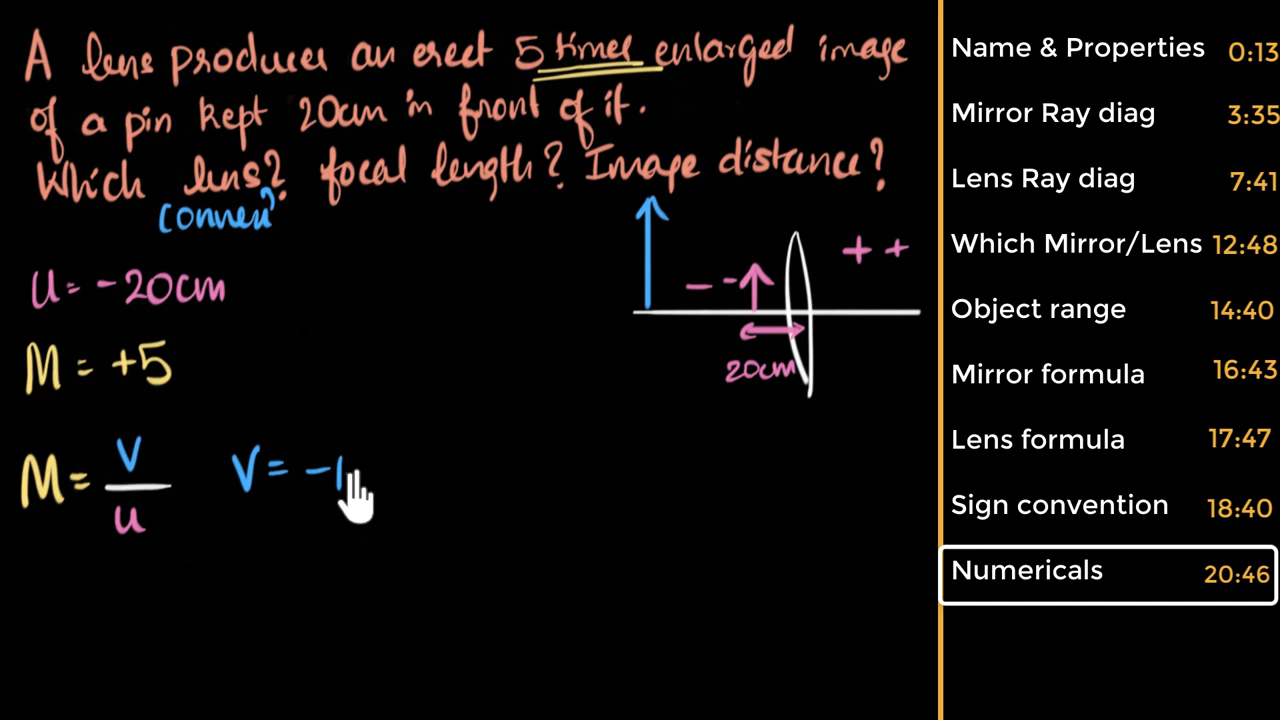 A lens produces an erect 5 times enlarged image
of a pin kept 20cm in front of it.
Which lens? focal length? Image distance?
Convex
+ +
- -
20cm
u = -20cm
M = +5
M = v/u
V = -1
Name & Properties 0:13
Mirror Ray diag 3:35
Lens Ray diag 7:41
Which Mirror/Lens 12:48
Object range 14:40
Mirror formula 16:43
Lens formula 17:47
Sign convention 18:40
Numericals 20:46